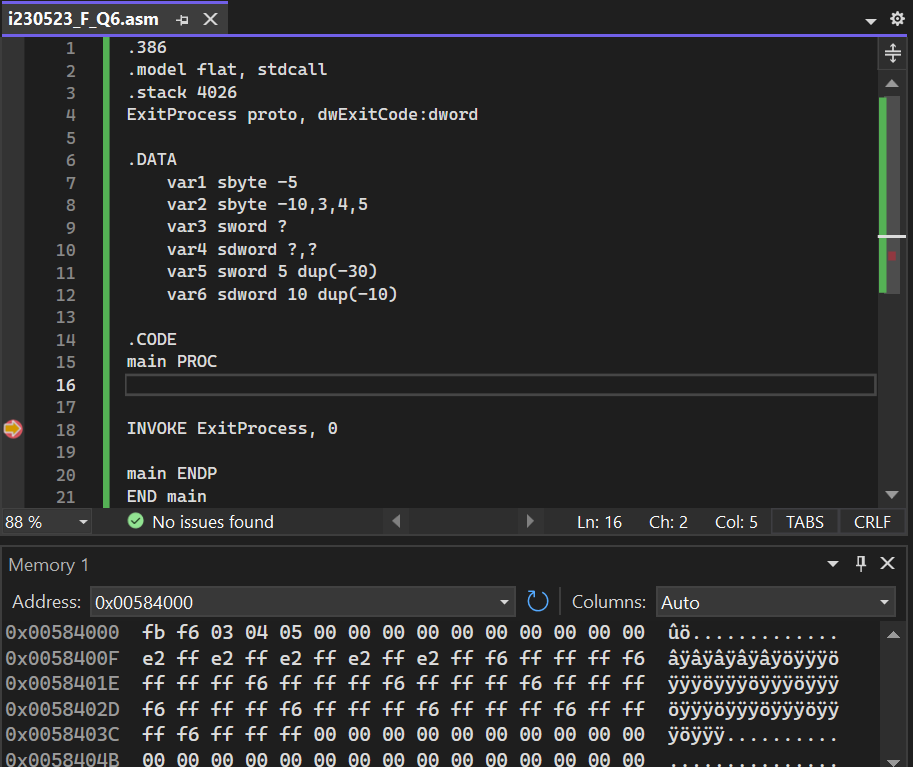 i230523_F_Q6.asm
1 .386
2 .model flat, stdcall
3 .stack 4026
4 ExitProcess proto, dwExitCode:dword
5
6 .DATA
7 var1 sbyte -5
8 var2 sbyte -10,3,4,5
9 var3 sword ?
10 var4 sdword ?,?
11 var5 sword 5 dup(-30)
12 var6 sdword 10 dup(-10)
13
14 .CODE
15 main PROC
16
17
18 INVOKE ExitProcess, 0
19
20 main ENDP
21 END main
88 % No issues found Ln: 16 Ch: 2 Col: 5 TABS CRLF
Memory 1
Address: 0x00584000 Columns: Auto
0x00584000 fb f6 03 04 05 00 00 00 00 00 00 00 00 00 00 ûö.............
0x0058400F e2 ff e2 ff e2 ff e2 ff e2 ff f6 ff ff ff f6 âÿâÿâÿâÿâÿöÿÿÿö
0x0058401E ff ff ff f6 ff ff ff f6 ff ff ff f6 ff ff ff ÿÿÿöÿÿÿöÿÿÿöÿÿÿ
0x0058402D f6 ff ff ff f6 ff ff ff f6 ff ff ff f6 ff ff öÿÿÿöÿÿÿöÿÿÿöÿÿ
0x0058403C ff f6 ff ff ff 00 00 00 00 00 00 00 00 00 00 ÿöÿÿÿ..........
0x0058404B 00 00 00 00 00 00 00 00 00 00 00 00 00 00 00 ...............